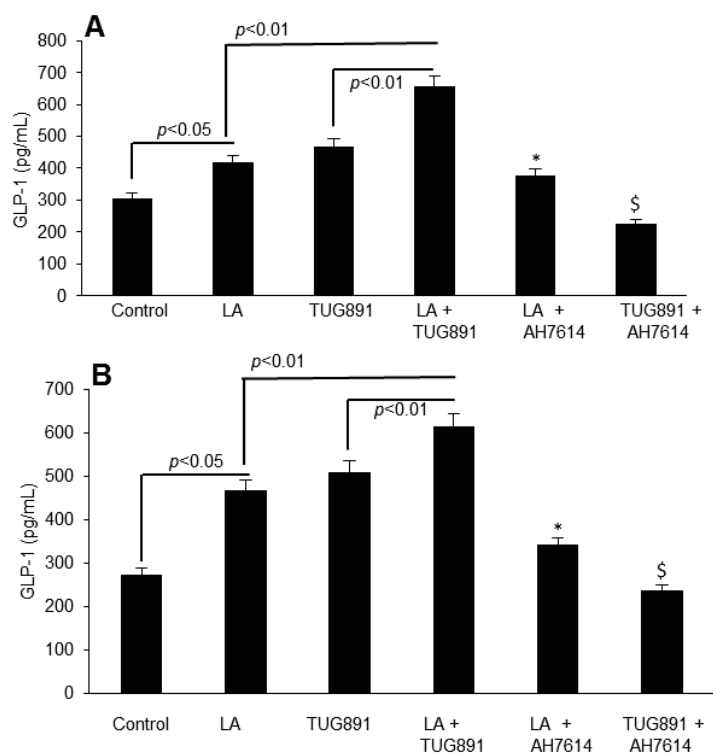 A
p<0.01
p<0.01
p<0.05
*
$
800
700
600
500
400
300
200
100
0
GLP-1 (pg/mL)
Control LA TUG891 LA + TUG891 LA + AH7614 TUG891 + AH7614
B
p<0.01
p<0.01
p<0.05
*
$
700
600
500
400
300
200
100
0
GLP-1 (pg/mL)
Control LA TUG891 LA + TUG891 LA + AH7614 TUG891 + AH7614